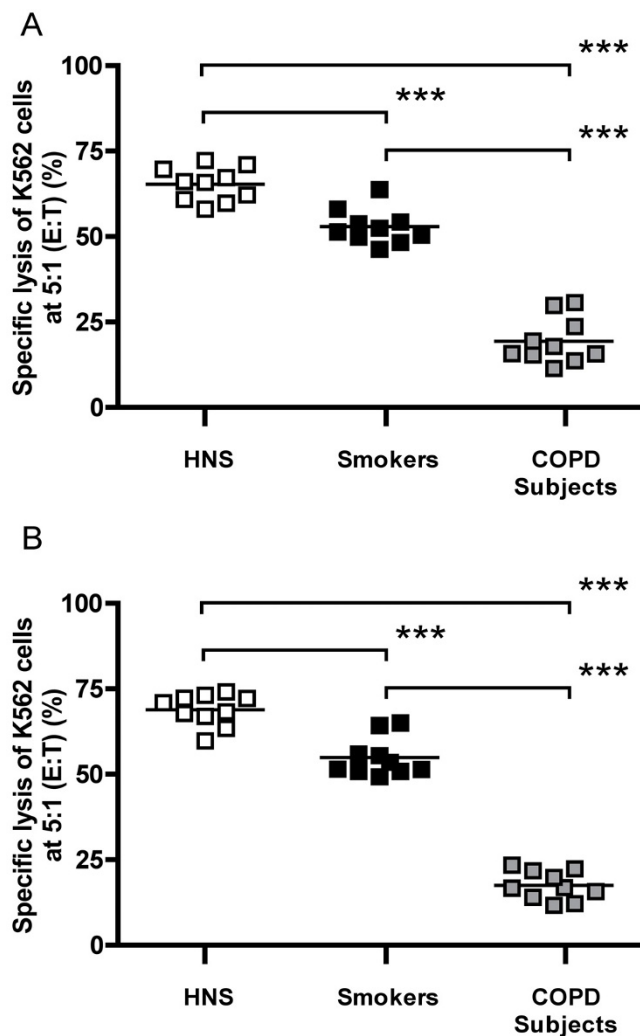 A
***
100
***
***
75
50
25
0
Specific lysis of K562 cells
at 5:1 (E:T) (%)
HNS
Smokers
COPD
Subjects
B
***
100
***
***
75
50
25
0
Specific lysis of K562 cells
at 5:1 (E:T) (%)
HNS
Smokers
COPD
Subjects